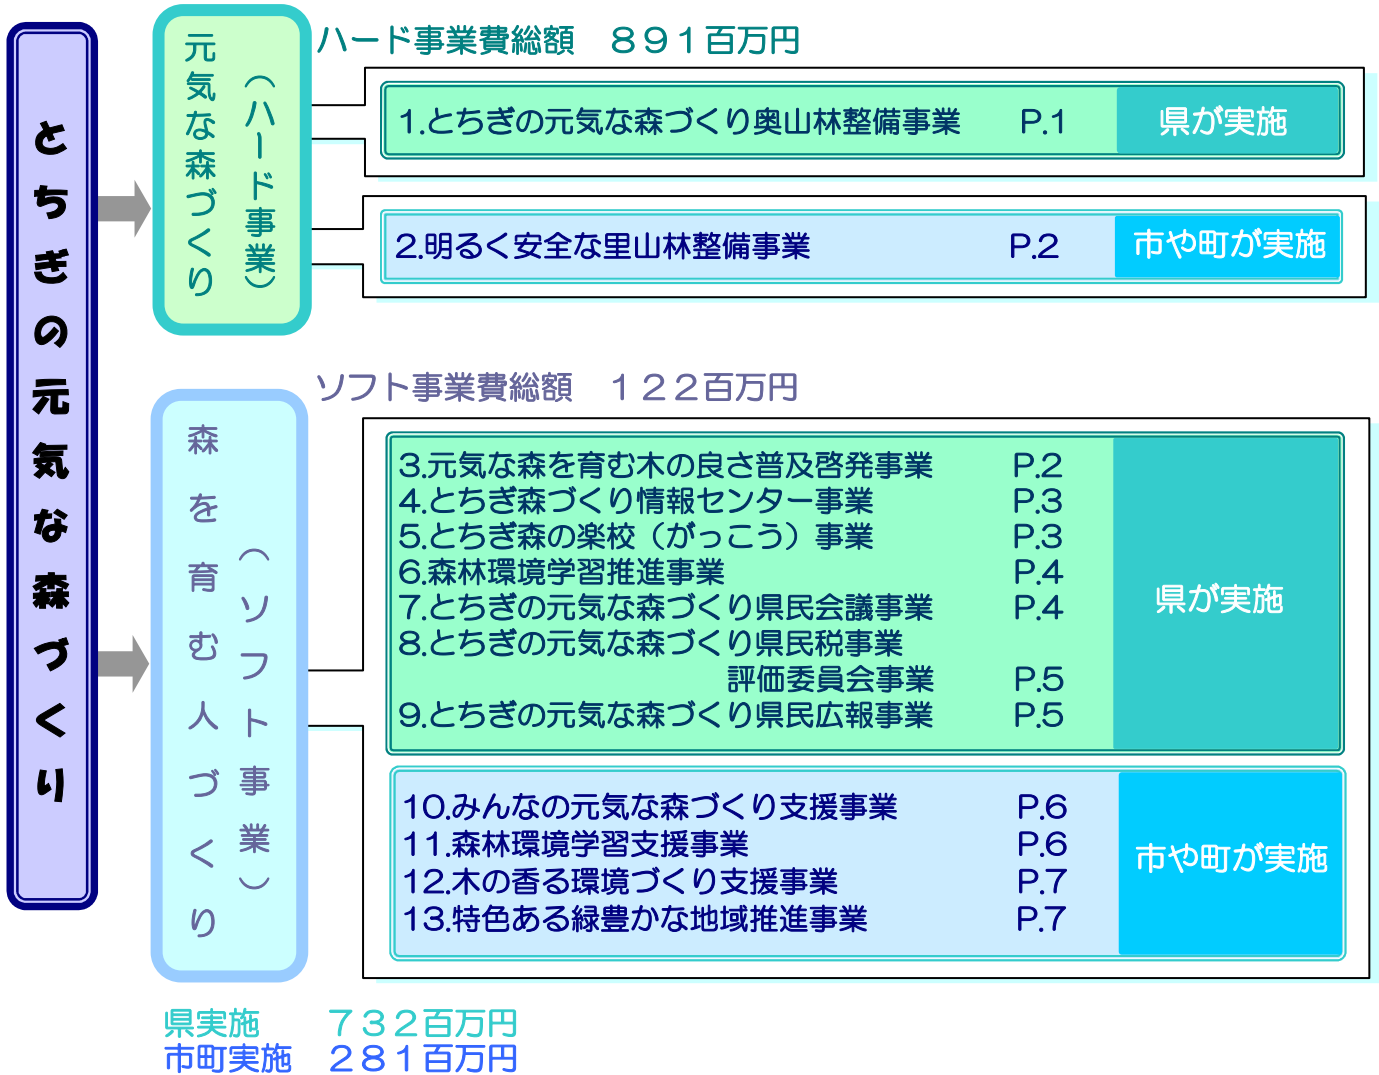 とちぎの元気な森づくり
元気な森づくり
（ハード事業）
ハード事業費総額　８９１百万円
1.とちぎの元気な森づくり奥山林整備事業　P.1　県が実施
2.明るく安全な里山林整備事業　P.2　市や町が実施
森を育む人づくり
（ソフト事業）
ソフト事業費総額　１２２百万円
3.元気な森を育む木の良さ普及啓発事業　P.2
4.とちぎ森づくり情報センター事業　P.3
5.とちぎ森の楽校（がっこう）事業　P.3
6.森林環境学習推進事業　P.4
7.とちぎの元気な森づくり県民会議事業　P.4
8.とちぎの元気な森づくり県民税事業
評価委員会事業　P.5
9.とちぎの元気な森づくり県民広報事業　P.5
県が実施
10.みんなの元気な森づくり支援事業　P.6
11.森林環境学習支援事業　P.6
12.木の香る環境づくり支援事業　P.7
13.特色ある緑豊かな地域推進事業　P.7
市や町が実施
県実施　７３２百万円
市町実施　２８１百万円